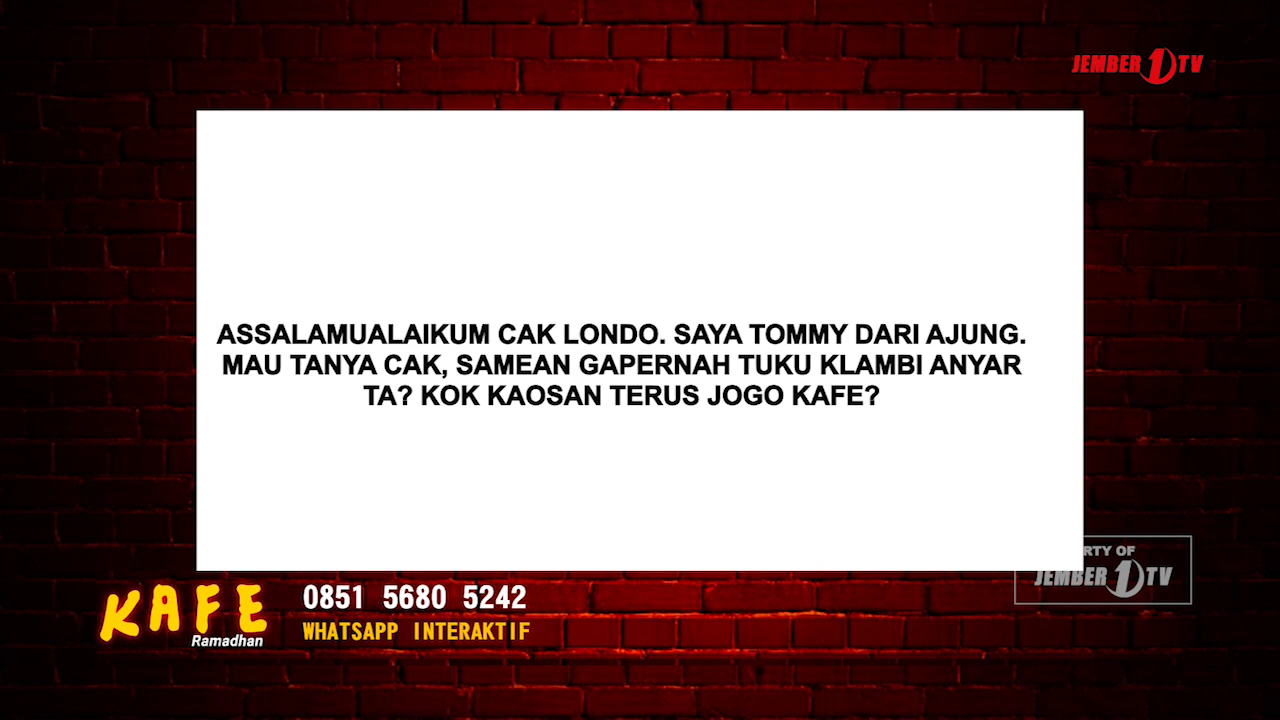 JEMBER 1 TV
ASSALAMUALAIKUM CAK LONDO. SAYA TOMMY DARI AJUNG.
MAU TANYA CAK, SAMEAN GAPERNAH TUKU KLAMBI ANYAR
TA? KOK KAOSAN TERUS JOGO KAFE?
RTY OF
JEMBER 1 TV
KAFE
Ramadhan
0851 5680 5242
WHATSAPP INTERAKTIF